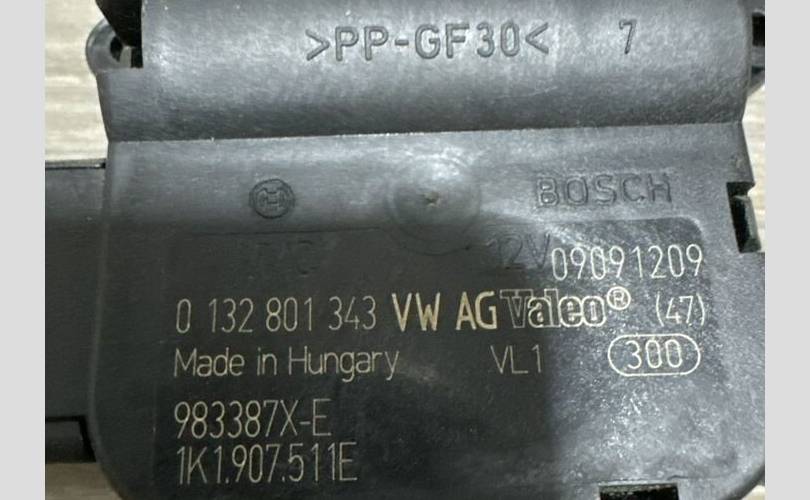 >PP-GF30< 7
BOSCH
12V 09091209
0 132 801 343 VW AG Valeo® (47)
Made in Hungary VL1 300
983387X-E
1K1.907.511E